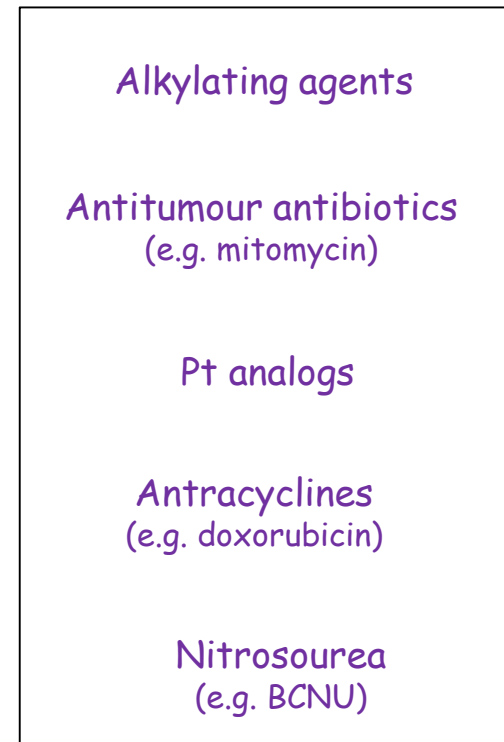 Alkylating agents
Antitumour antibiotics
(e.g. mitomycin)
Pt analogs
Antracyclines
(e.g. doxorubicin)
Nitrosourea
(e.g. BCNU)